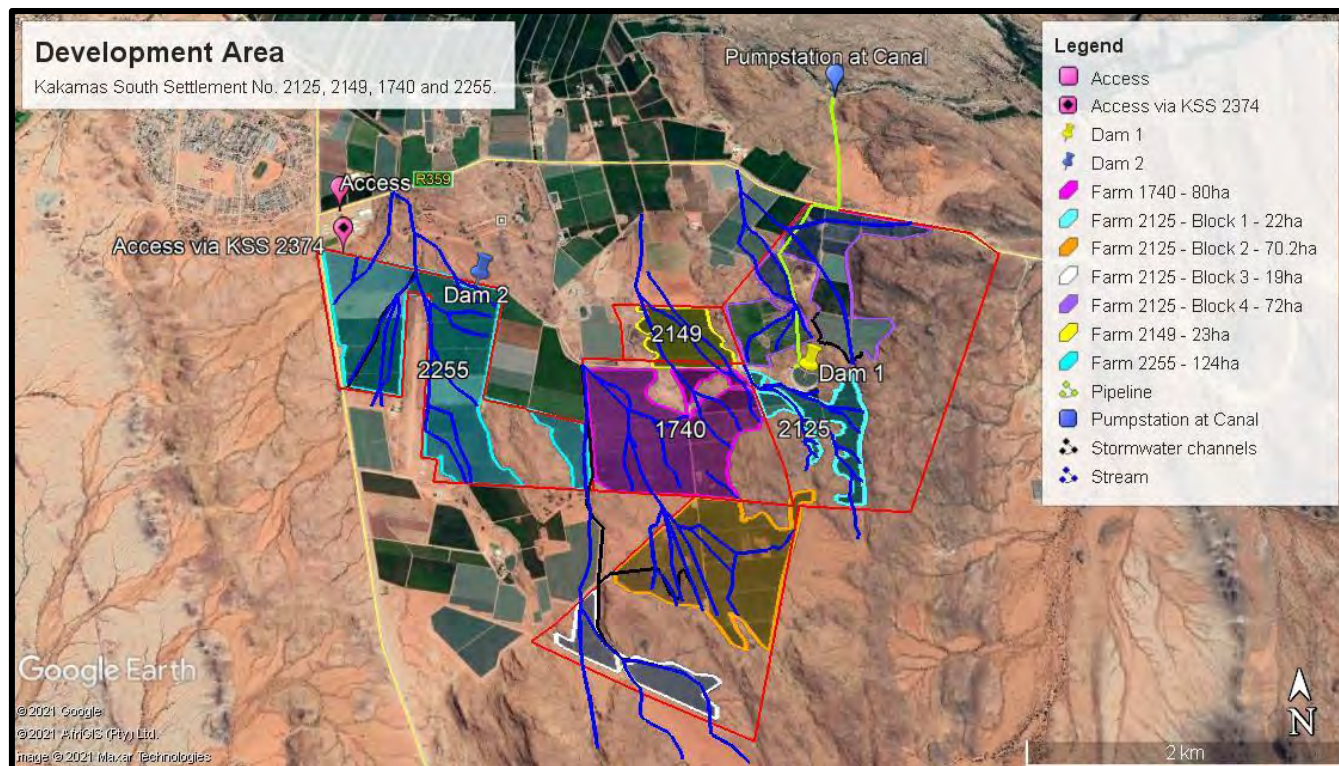 Development Area
Kakamas South Settlement No. 2125, 2149, 1740 and 2255.
Pumpstation at Canal
Access
R359
Access via KSS 2374
Dam 2
2149
Dam 1
2255
1740
2125
Legend
Access
Access via KSS 2374
Dam 1
Dam 2
Farm 1740 - 80ha
Farm 2125 - Block 1 - 22ha
Farm 2125 - Block 2 - 70.2ha
Farm 2125 - Block 3 - 19ha
Farm 2125 - Block 4 - 72ha
Farm 2149 - 23ha
Farm 2255 - 124ha
Pipeline
Pumpstation at Canal
Stormwater channels
Stream
Google Earth
© 2021 Google
© 2021 AfriGIS (Pty) Ltd.
Image © 2021 Maxar Technologies
N
2 km